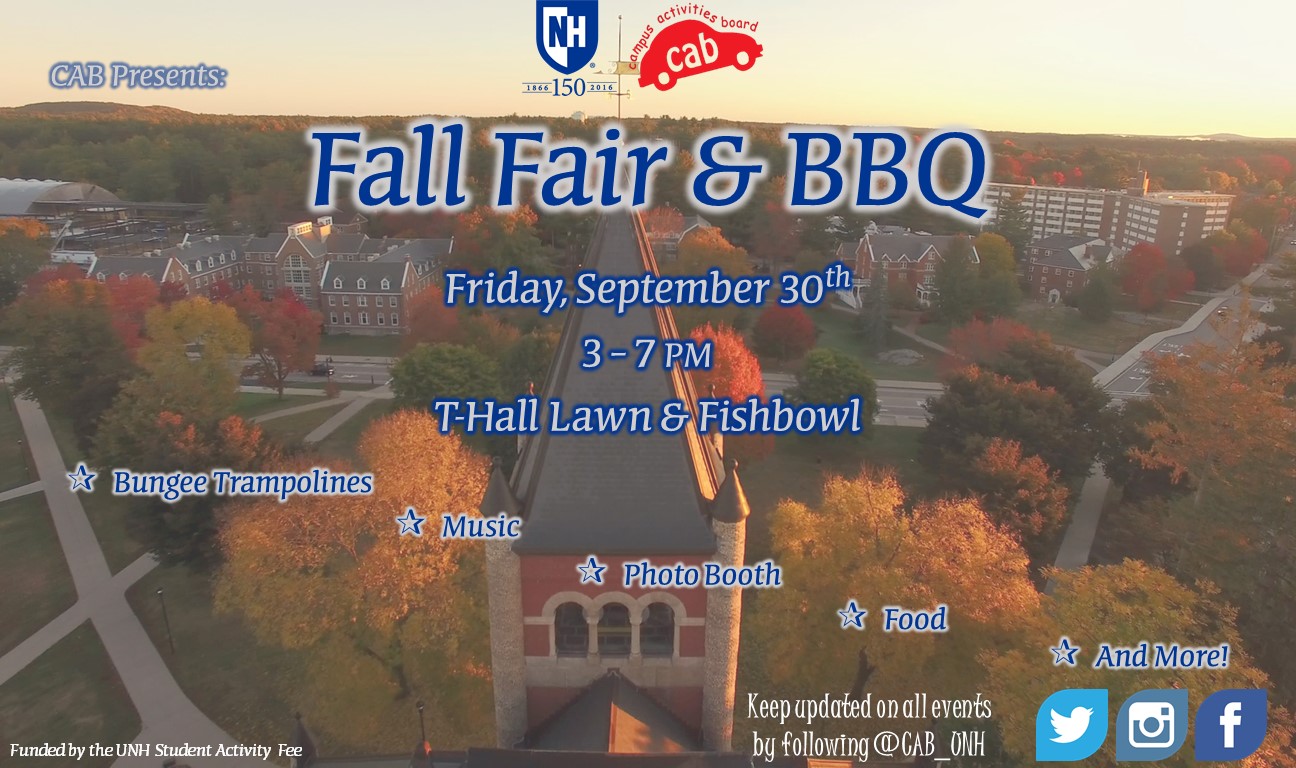 NH
1866 150 2016
campus activities board
cab
CAB Presents:
Fall Fair & BBQ
Friday, September 30th
3 – 7 PM
T-Hall Lawn & Fishbowl
Bungee Trampolines
Music
Photo Booth
Food
And More!
Keep updated on all events
by following @CAB_UNH
Funded by the UNH Student Activity Fee